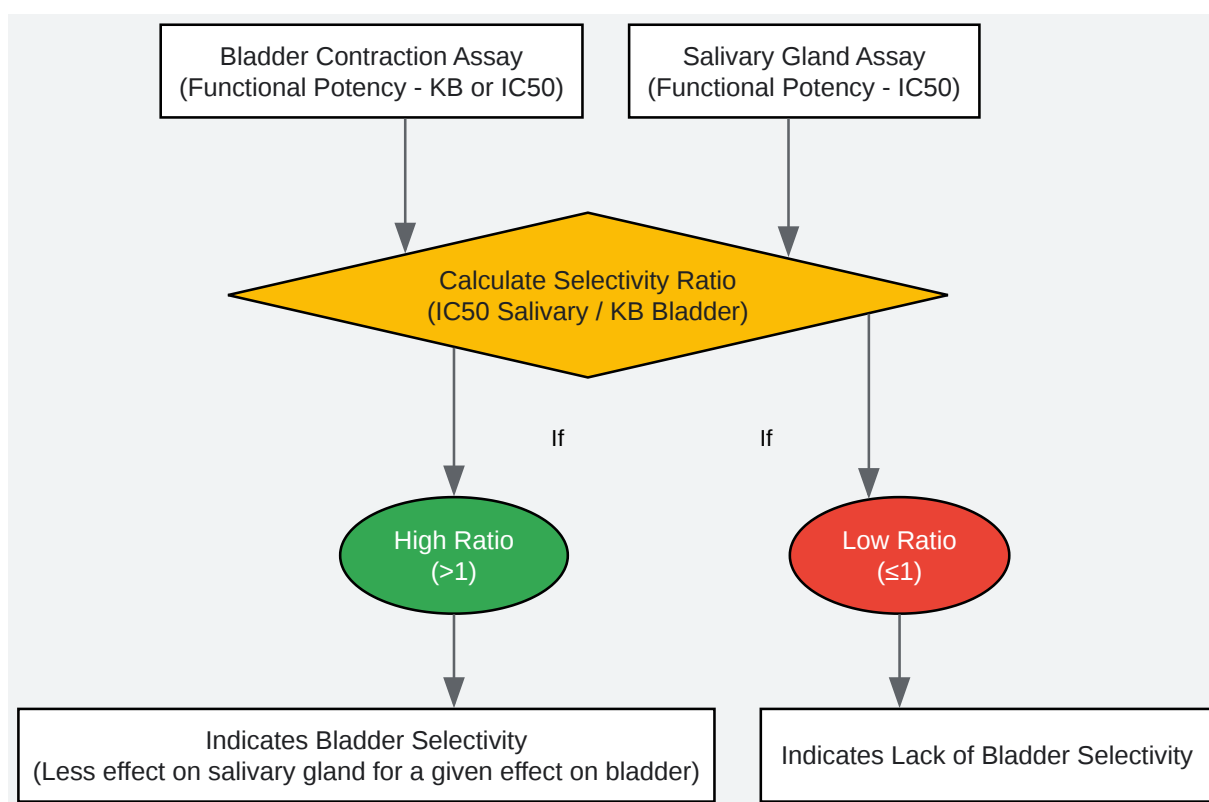 Bladder Contraction Assay
(Functional Potency - KB or IC50)
Salivary Gland Assay
(Functional Potency - IC50)
Calculate Selectivity Ratio
(IC50 Salivary / KB Bladder)
If
If
High Ratio
(>1)
Low Ratio
(≤1)
Indicates Bladder Selectivity
(Less effect on salivary gland for a given effect on bladder)
Indicates Lack of Bladder Selectivity